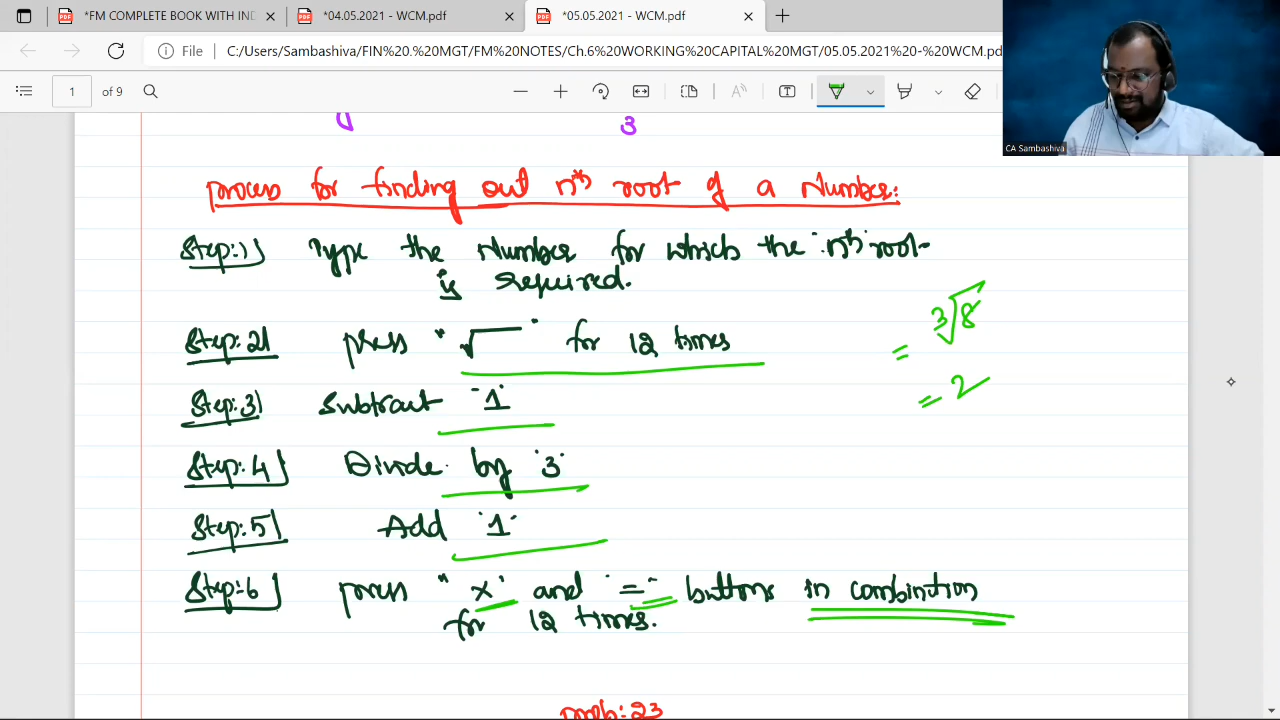 *FM COMPLETE BOOK WITH IND
*04.05.2021 - WCM.pdf
*05.05.2021 - WCM.pdf
File
C:/Users/Sambashiva/FIN%20.%20MGT/FM%20NOTES/Ch.6%20WORKING%20CAPITAL%20MGT/05.05.2021%20-%20WCM.pd
1 of 9
CA Sambashiva
3
process for finding out nth root of a Number:
Step:1) Type the Number for which the "nth" root
is required.
Step:2) press "√" for 12 times
Step:3) Subtract "1"
Step:4) Divide by "3"
Step:5) Add "1"
Step:6) press "x" and "=" buttons in combintion
for 12 times.
= ∛8
= 2
prob:23